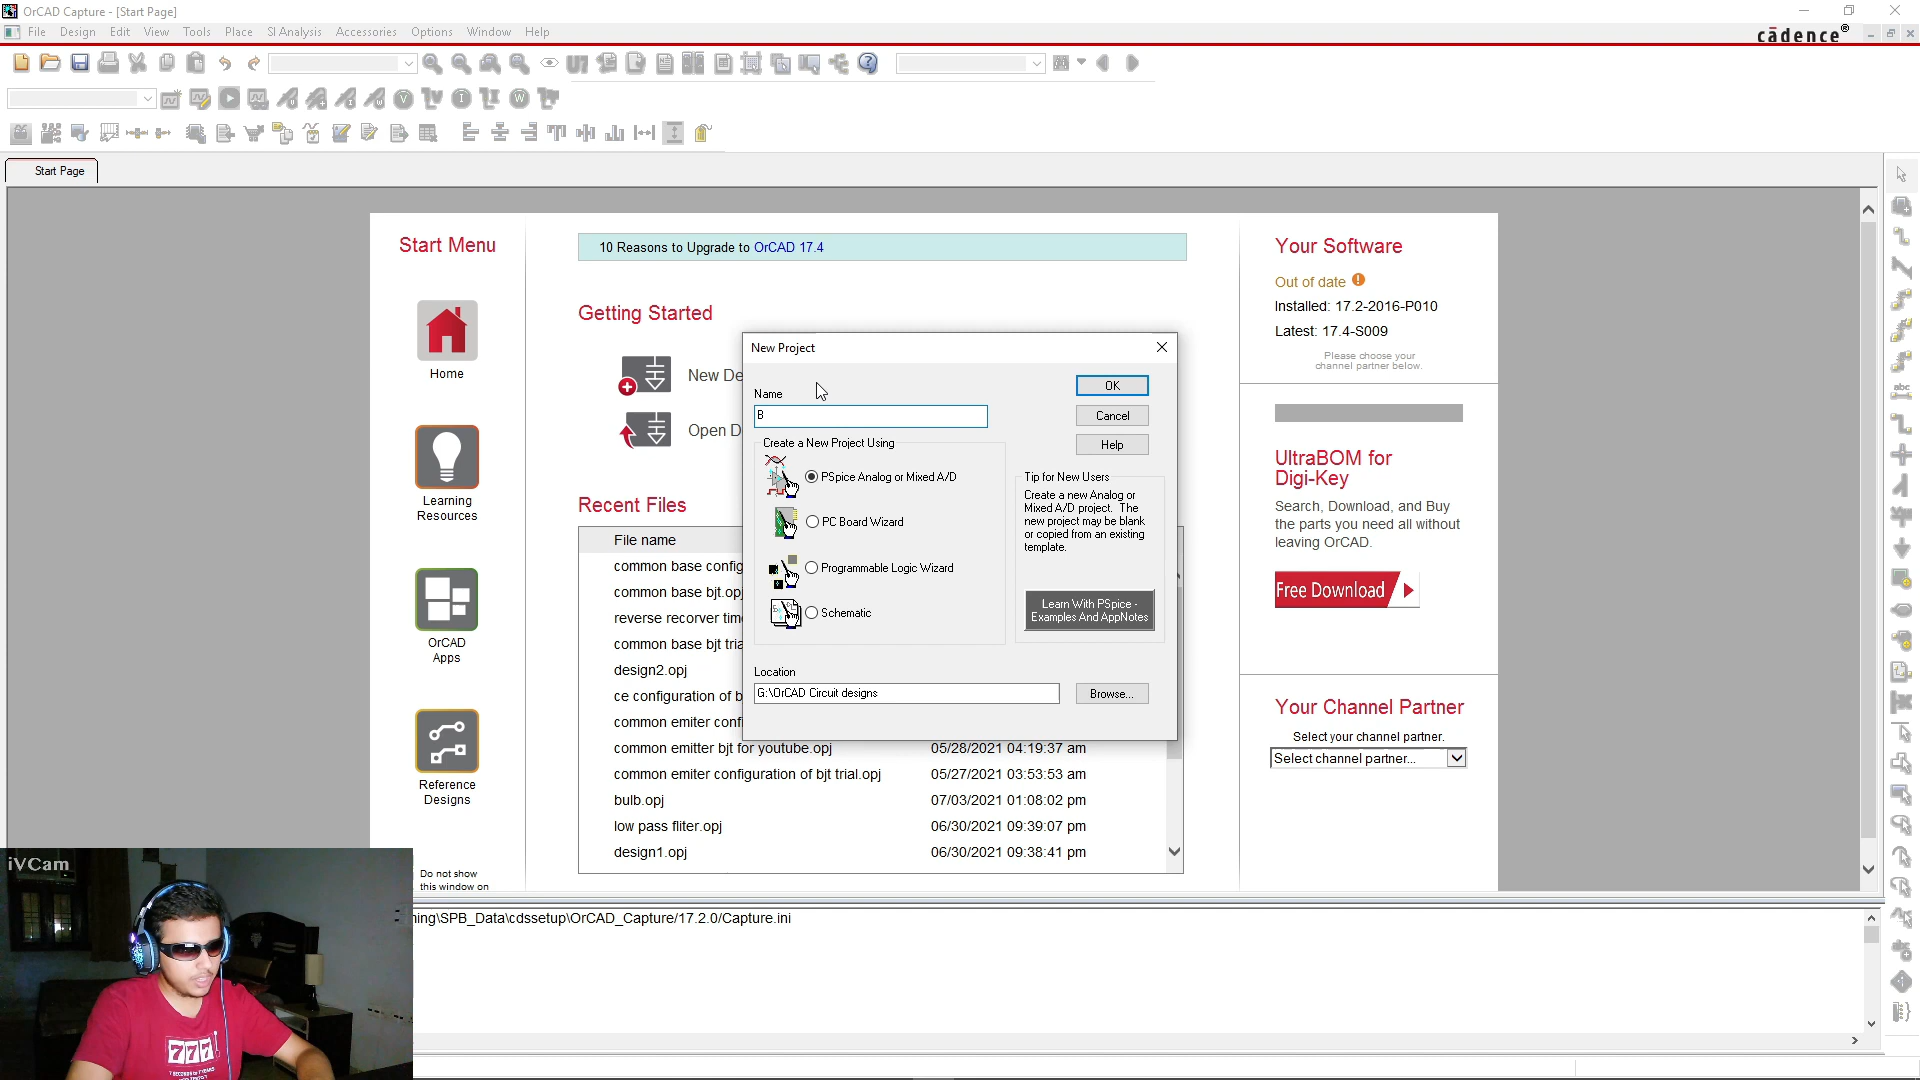 OrCAD Capture - [Start Page]
File Design Edit View Tools Place SI Analysis Accessories Options Window Help
cādence®
Start Page
Start Menu
Home
Learning
Resources
OrCAD
Apps
Reference
Designs
Do not show
this window on
10 Reasons to Upgrade to OrCAD 17.4
Getting Started
New De
Open D
Recent Files
File name
common base config
common base bjt.opj
reverse recorver tim
common base bjt tria
design2.opj
ce configuration of b
common emiter confi
common emitter bjt for youtube.opj 05/28/2021 04:19:37 am
common emiter configuration of bjt trial.opj 05/27/2021 03:53:53 am
bulb.opj 07/03/2021 01:08:02 pm
low pass fliter.opj 06/30/2021 09:39:07 pm
design1.opj 06/30/2021 09:38:41 pm
New Project
Name
B
OK
Cancel
Help
Create a New Project Using
PSpice Analog or Mixed A/D
PC Board Wizard
Programmable Logic Wizard
Schematic
Tip for New Users
Create a new Analog or
Mixed A/D project. The
new project may be blank
or copied from an existing
template.
Learn With PSpice -
Examples And AppNotes
Location
G:\OrCAD Circuit designs
Browse...
Your Software
Out of date
Installed: 17.2-2016-P010
Latest: 17.4-S009
Please choose your
channel partner below.
UltraBOM for
Digi-Key
Search, Download, and Buy
the parts you need all without
leaving OrCAD.
Free Download
Your Channel Partner
Select your channel partner.
Select channel partner...
ning\SPB_Data\cdssetup\OrCAD_Capture/17.2.0/Capture.ini
iVCam
777